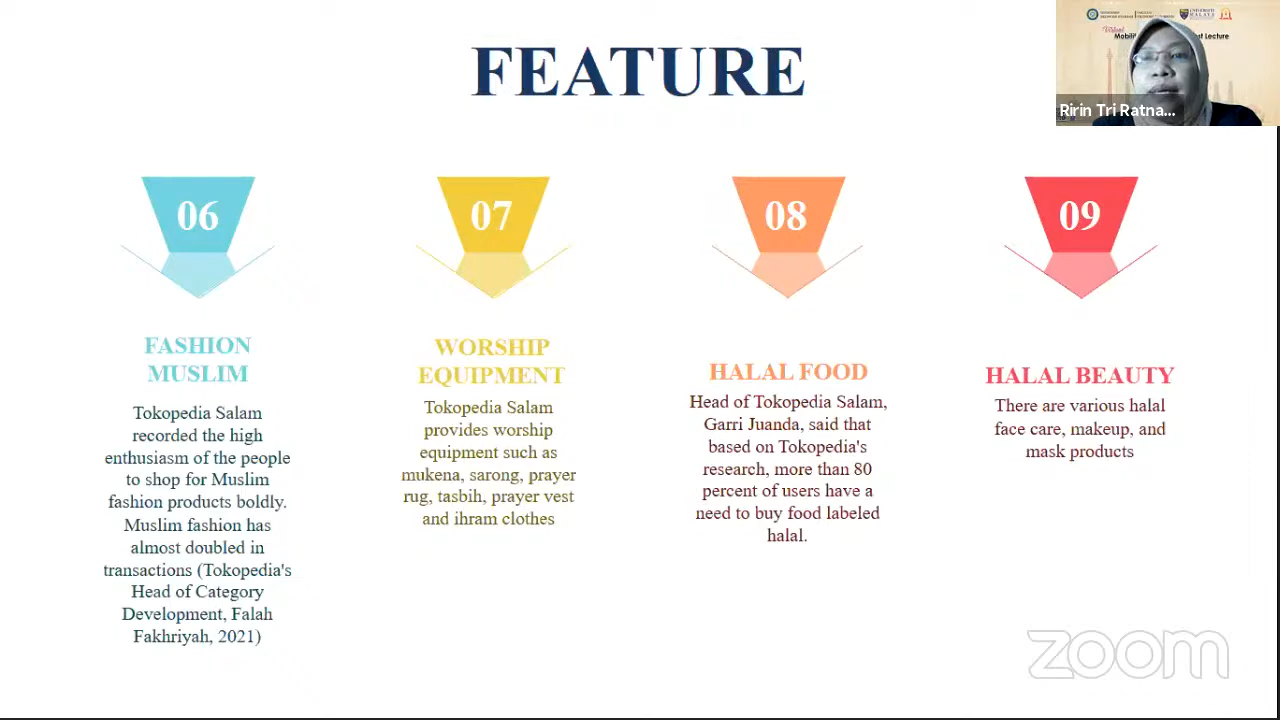 FEATURE
UNIVERSITI
MALAYA
Virtual
Lecture
Ririn Tri Ratna...
06
07
08
09
FASHION
MUSLIM
Tokopedia Salam
recorded the high
enthusiasm of the people
to shop for Muslim
fashion products boldly.
Muslim fashion has
almost doubled in
transactions (Tokopedia's
Head of Category
Development, Falah
Fakhriyah, 2021)
WORSHIP
EQUIPMENT
Tokopedia Salam
provides worship
equipment such as
mukena, sarong, prayer
rug, tasbih, prayer vest
and ihram clothes
HALAL FOOD
Head of Tokopedia Salam,
Garri Juanda, said that
based on Tokopedia's
research, more than 80
percent of users have a
need to buy food labeled
halal.
HALAL BEAUTY
There are various halal
face care, makeup, and
mask products
zoom